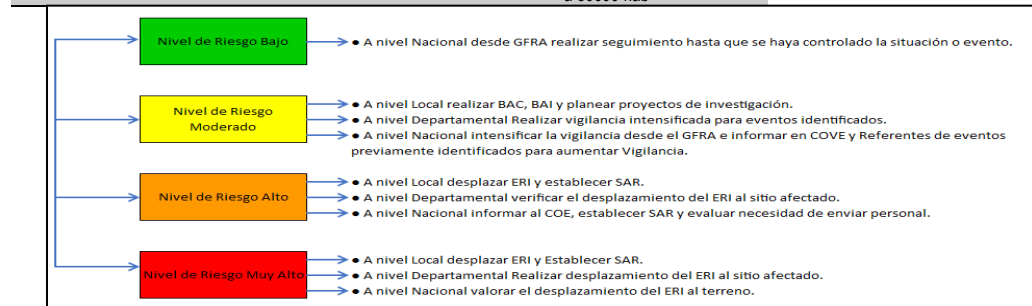 Nivel de Riesgo Bajo
● A nivel Nacional desde GFRA realizar seguimiento hasta que se haya controlado la situación o evento.
Nivel de Riesgo
Moderado
● A nivel Local realizar BAC, BAI y planear proyectos de investigación.
● A nivel Departamental Realizar vigilancia intensificada para eventos identificados.
● A nivel Nacional intensificar la vigilancia desde el GFRA e informar en COVE y Referentes de eventos
previamente identificados para aumentar Vigilancia.
Nivel de Riesgo Alto
● A nivel Local desplazar ERI y establecer SAR.
● A nivel Departamental verificar el desplazamiento del ERI al sitio afectado.
● A nivel Nacional informar al COE, establecer SAR y evaluar necesidad de enviar personal.
Nivel de Riesgo Muy Alto
● A nivel Local desplazar ERI y Establecer SAR.
● A nivel Departamental Realizar desplazamiento del ERI al sitio afectado.
● A nivel Nacional valorar el desplazamiento del ERI al terreno.